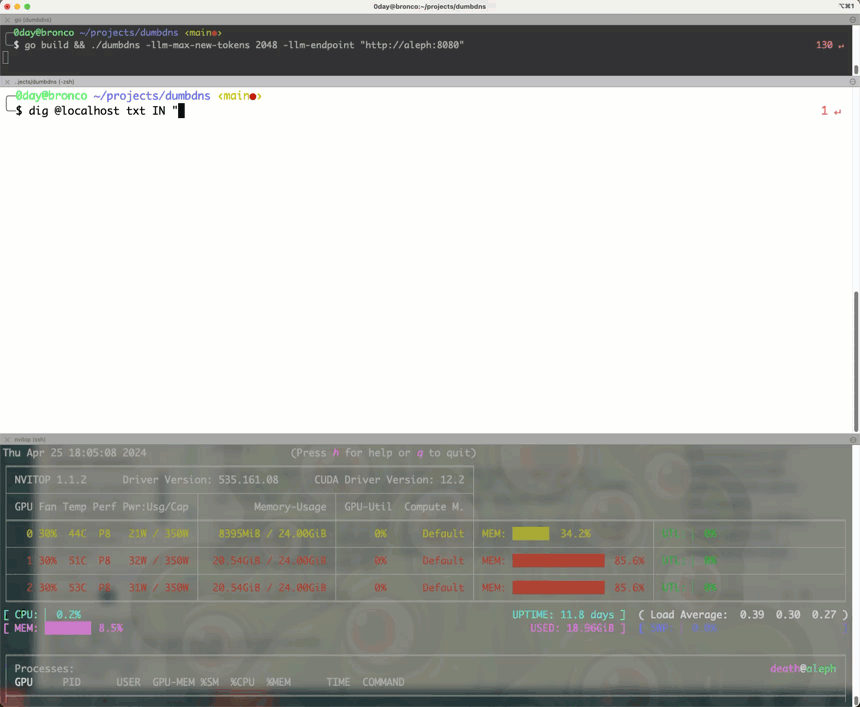 0day@bronco:~/projects/dumbdns
⌥⌘1
go (dumbdns)
0day@bronco ~/projects/dumbdns ‹main●›
$ go build && ./dumbdns -llm-max-new-tokens 2048 -llm-endpoint "http://aleph:8080"
130 ↵
..jects/dumbdns (-zsh)
0day@bronco ~/projects/dumbdns ‹main●›
$ dig @localhost txt IN "
1 ↵
nvitop (ssh)
Thu Apr 25 18:05:08 2024 (Press h for help or q to quit)
NVITOP 1.1.2 Driver Version: 535.161.08 CUDA Driver Version: 12.2
GPU Fan Temp Perf Pwr:Usg/Cap Memory-Usage GPU-Util Compute M.
0 30% 44C P8 21W / 350W 8395MiB / 24.00GiB 0% Default MEM: 34.2%
1 30% 51C P8 32W / 350W 20.54GiB / 24.00GiB 0% Default MEM: 85.6%
2 30% 53C P8 31W / 350W 20.54GiB / 24.00GiB 0% Default MEM: 85.6%
[ CPU: 0.2% UPTIME: 11.8 days ] ( Load Average: 0.39 0.30 0.27 )
[ MEM: 8.5% USED: 18.96GiB ]
Processes: death@aleph
GPU PID USER GPU-MEM %SM %CPU %MEM TIME COMMAND